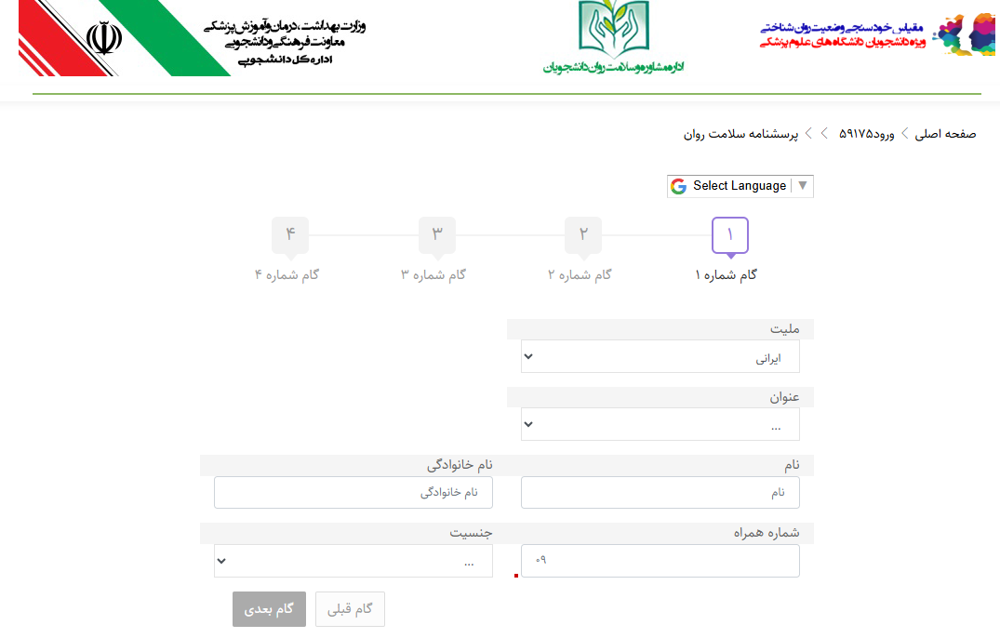 مقیاس خودسنجی وضعیت روان شناختی
ویژه دانشجویان دانشگاه‌های علوم پزشکی
اداره مشاوره و سلامت روان دانشجویان
وزارت بهداشت، درمان و آموزش پزشکی
معاونت فرهنگی و دانشجویی
اداره کل دانشجویی
صفحه اصلی > ورود۵۹۱۷۵ > > پرسشنامه سلامت روان
Select Language ▼
۱ ۲ ۳ ۴
گام شماره ۱ گام شماره ۲ گام شماره ۳ گام شماره ۴
ملیت
ایرانی
عنوان
...
نام نام خانوادگی
نام نام خانوادگی
شماره همراه جنسیت
۰۹ ...
گام قبلی گام بعدی